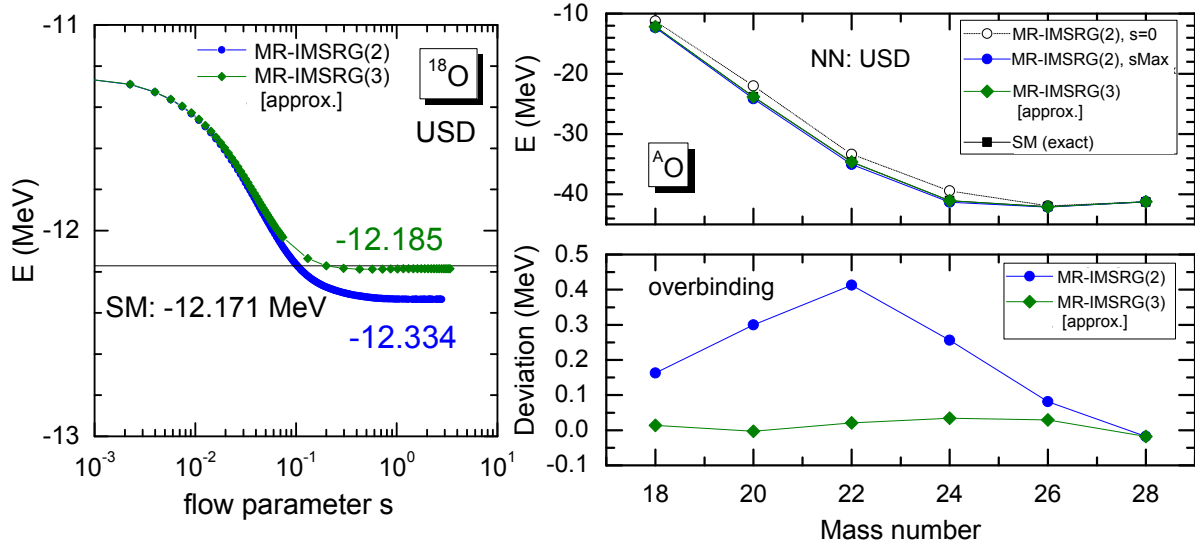 -11
-12
-13
E (MeV)
MR-IMSRG(2)
MR-IMSRG(3)
[approx.]
18O
USD
-12.185
SM: -12.171 MeV
-12.334
10-3
10-2
10-1
100
101
flow parameter s
-10
-20
-30
-40
E (MeV)
NN: USD
MR-IMSRG(2), s=0
MR-IMSRG(2), sMax
MR-IMSRG(3)
[approx.]
SM (exact)
AO
0.5
0.4
0.3
0.2
0.1
0.0
-0.1
Deviation (MeV)
overbinding
MR-IMSRG(2)
MR-IMSRG(3)
[approx.]
18
20
22
24
26
28
Mass number